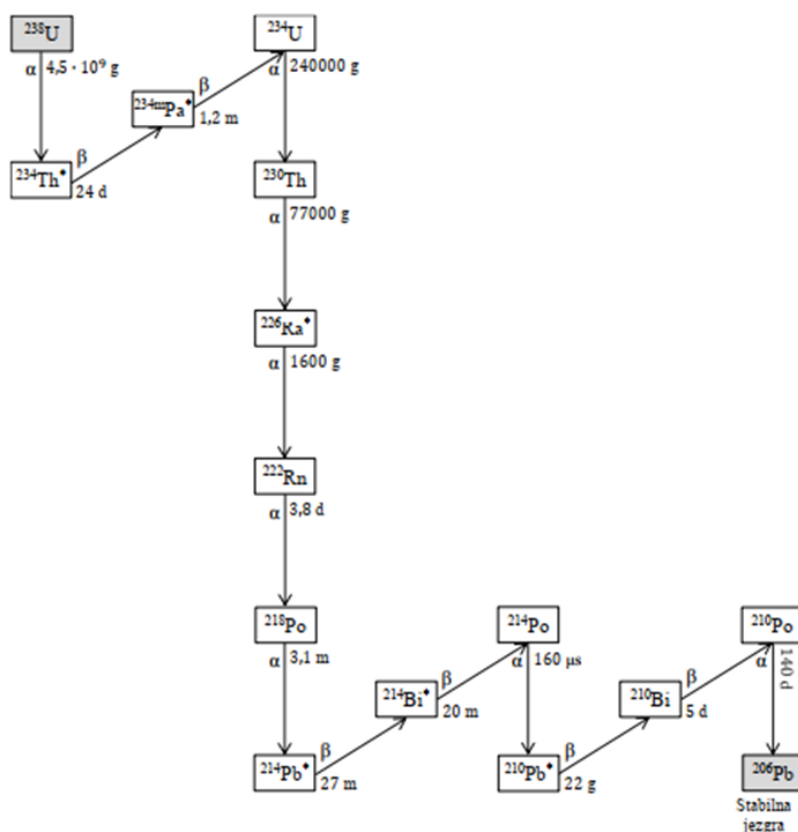 ²³⁸U
²³⁴U
α 4,5 · 10⁹ g
α 240000 g
β
²³⁴ᵐPa*
1,2 m
β
²³⁴Th*
24 d
²³⁰Th
α 77000 g
²²⁶Ra*
α 1600 g
²²²Rn
α 3,8 d
²¹⁸Po
²¹⁴Po
²¹⁰Po
α 3,1 m
α 160 µs
α 140 d
β
²¹⁴Bi*
20 m
β
²¹⁰Bi
5 d
²¹⁴Pb*
β
27 m
²¹⁰Pb*
β
22 g
²⁰⁶Pb
Stabilna
jezgra